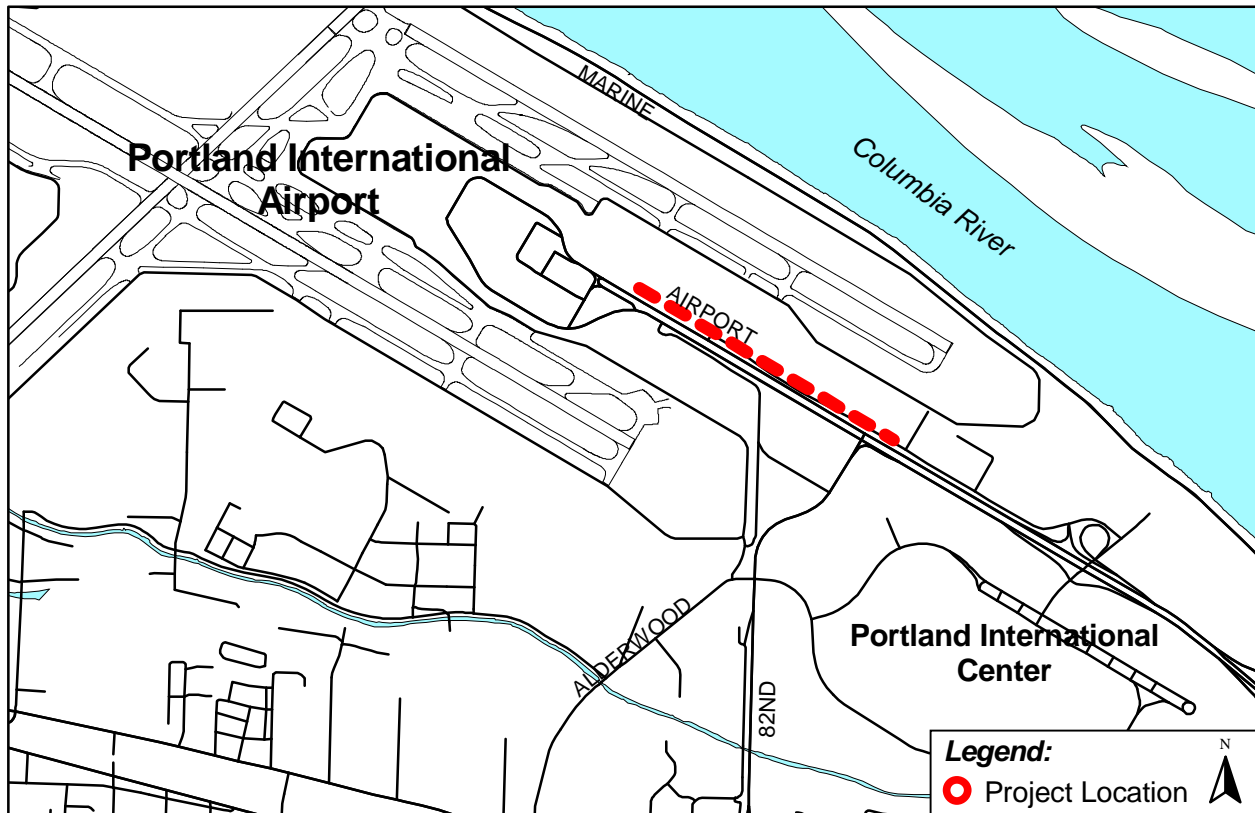 MARINE
Portland International
Airport
Columbia River
AIRPORT
ALDERWOOD
Portland International
Center
82ND
Legend:
N
Project Location